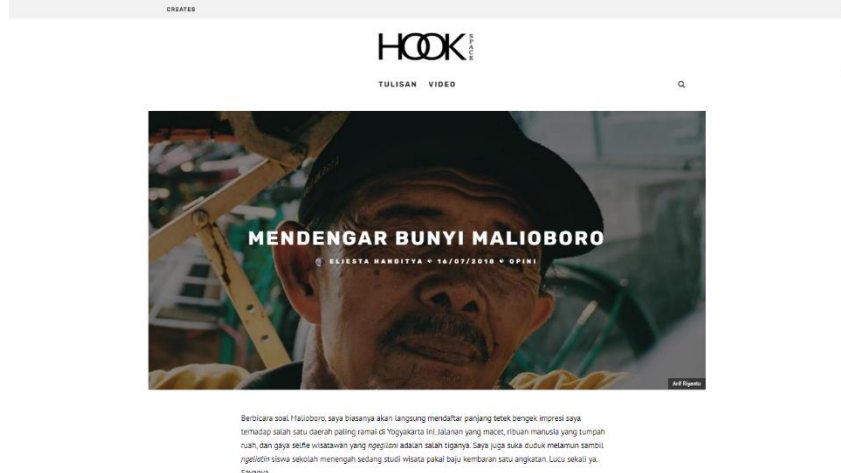 CREATES
HOOK SPACE
TULISAN VIDEO
MENDENGAR BUNYI MALIOBORO
ELIESTA HANDITYA 16/07/2018 OPINI
Arif Riyanto
Berbicara soal Malioboro, saya biasanya akan langsung mendaftar panjang tetek bengek impresi saya
terhadap salah satu daerah paling ramai di Yogyakarta ini. Jalanan yang macet, ribuan manusia yang tumpah
ruah, dan gaya selfie wisatawan yang ngegilani adalah salah tiganya. Saya juga suka duduk melamun sambil
ngeliatin siswa sekolah menengah sedang studi wisata pakai baju kembaran satu angkatan. Lucu sekali ya.